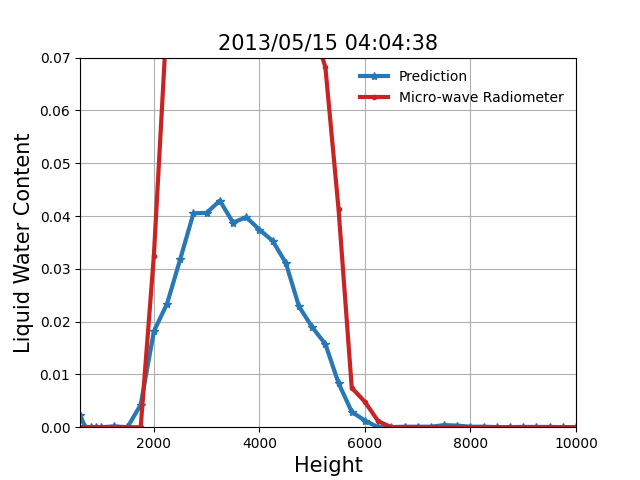 2013/05/15 04:04:38
Prediction
Micro-wave Radiometer
Liquid Water Content
0.07
0.06
0.05
0.04
0.03
0.02
0.01
0.00
2000 4000 6000 8000 10000
Height